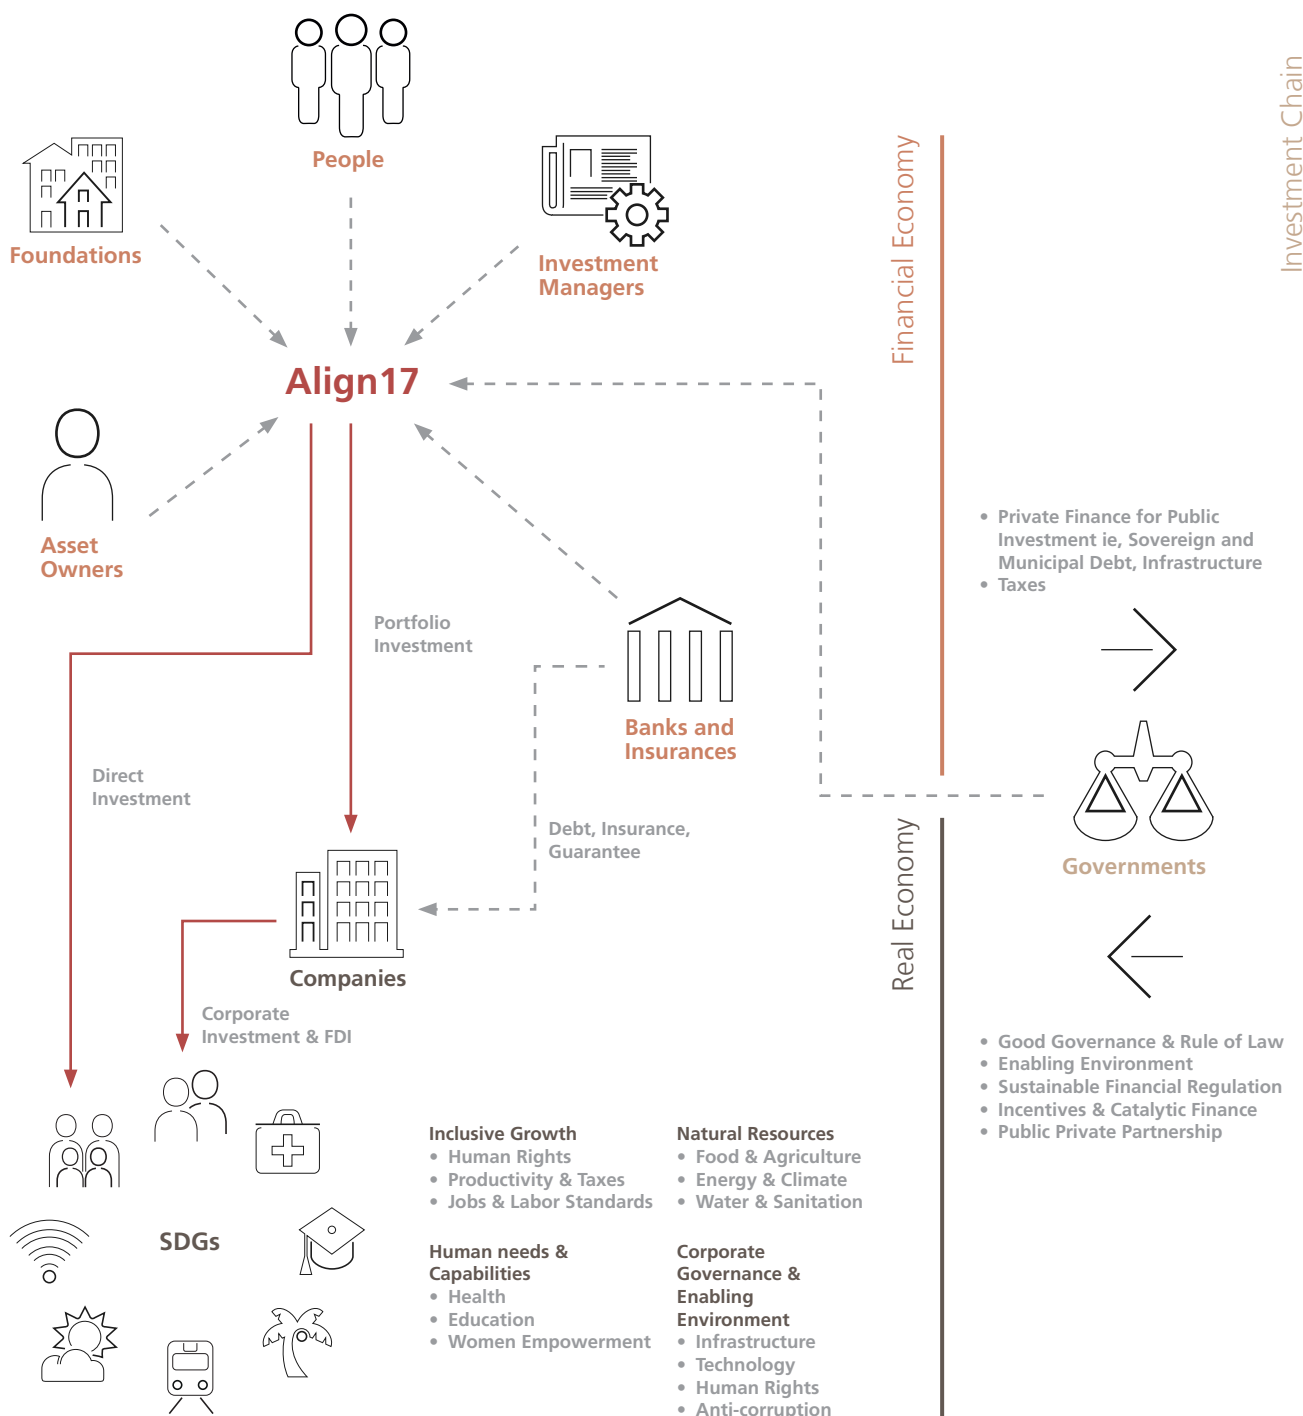 Investment Chain
People
Foundations
Investment
Managers
Financial Economy
Align17
Asset
Owners
• Private Finance for Public
Investment ie, Sovereign and
Municipal Debt, Infrastructure
• Taxes
Portfolio
Investment
Banks and
Insurances
Direct
Investment
Debt, Insurance,
Guarantee
Real Economy
Governments
Companies
Corporate
Investment & FDI
• Good Governance & Rule of Law
• Enabling Environment
• Sustainable Financial Regulation
• Incentives & Catalytic Finance
• Public Private Partnership
SDGs
Inclusive Growth
• Human Rights
• Productivity & Taxes
• Jobs & Labor Standards
Natural Resources
• Food & Agriculture
• Energy & Climate
• Water & Sanitation
Human needs &
Capabilities
• Health
• Education
• Women Empowerment
Corporate
Governance &
Enabling
Environment
• Infrastructure
• Technology
• Human Rights
• Anti-corruption